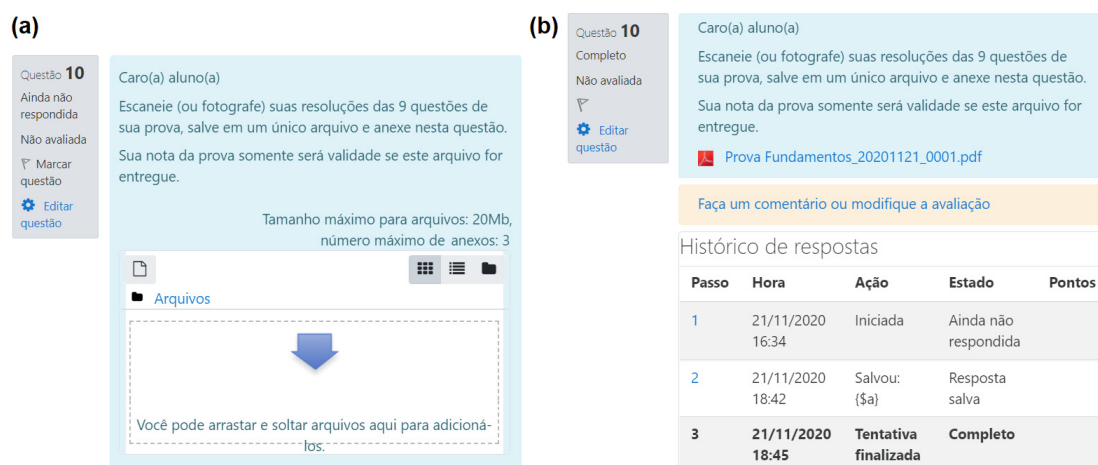 (a)
Questão 10
Ainda não
respondida
Não avaliada
Marcar
questão
Editar
questão
Caro(a) aluno(a)
Escaneie (ou fotografe) suas resoluções das 9 questões de
sua prova, salve em um único arquivo e anexe nesta questão.
Sua nota da prova somente será validade se este arquivo for
entregue.
Tamanho máximo para arquivos: 20Mb,
número máximo de anexos: 3
Arquivos
Você pode arrastar e soltar arquivos aqui para adicioná-
los.
(b)
Questão 10
Completo
Não avaliada
Editar
questão
Caro(a) aluno(a)
Escaneie (ou fotografe) suas resoluções das 9 questões de
sua prova, salve em um único arquivo e anexe nesta questão.
Sua nota da prova somente será validade se este arquivo for
entregue.
Prova Fundamentos_20201121_0001.pdf
Faça um comentário ou modifique a avaliação
Histórico de respostas
Passo Hora Ação Estado Pontos
1 21/11/2020 Iniciada Ainda não
16:34 respondida
2 21/11/2020 Salvou: Resposta
18:42 {$a} salva
3 21/11/2020 Tentativa Completo
18:45 finalizada